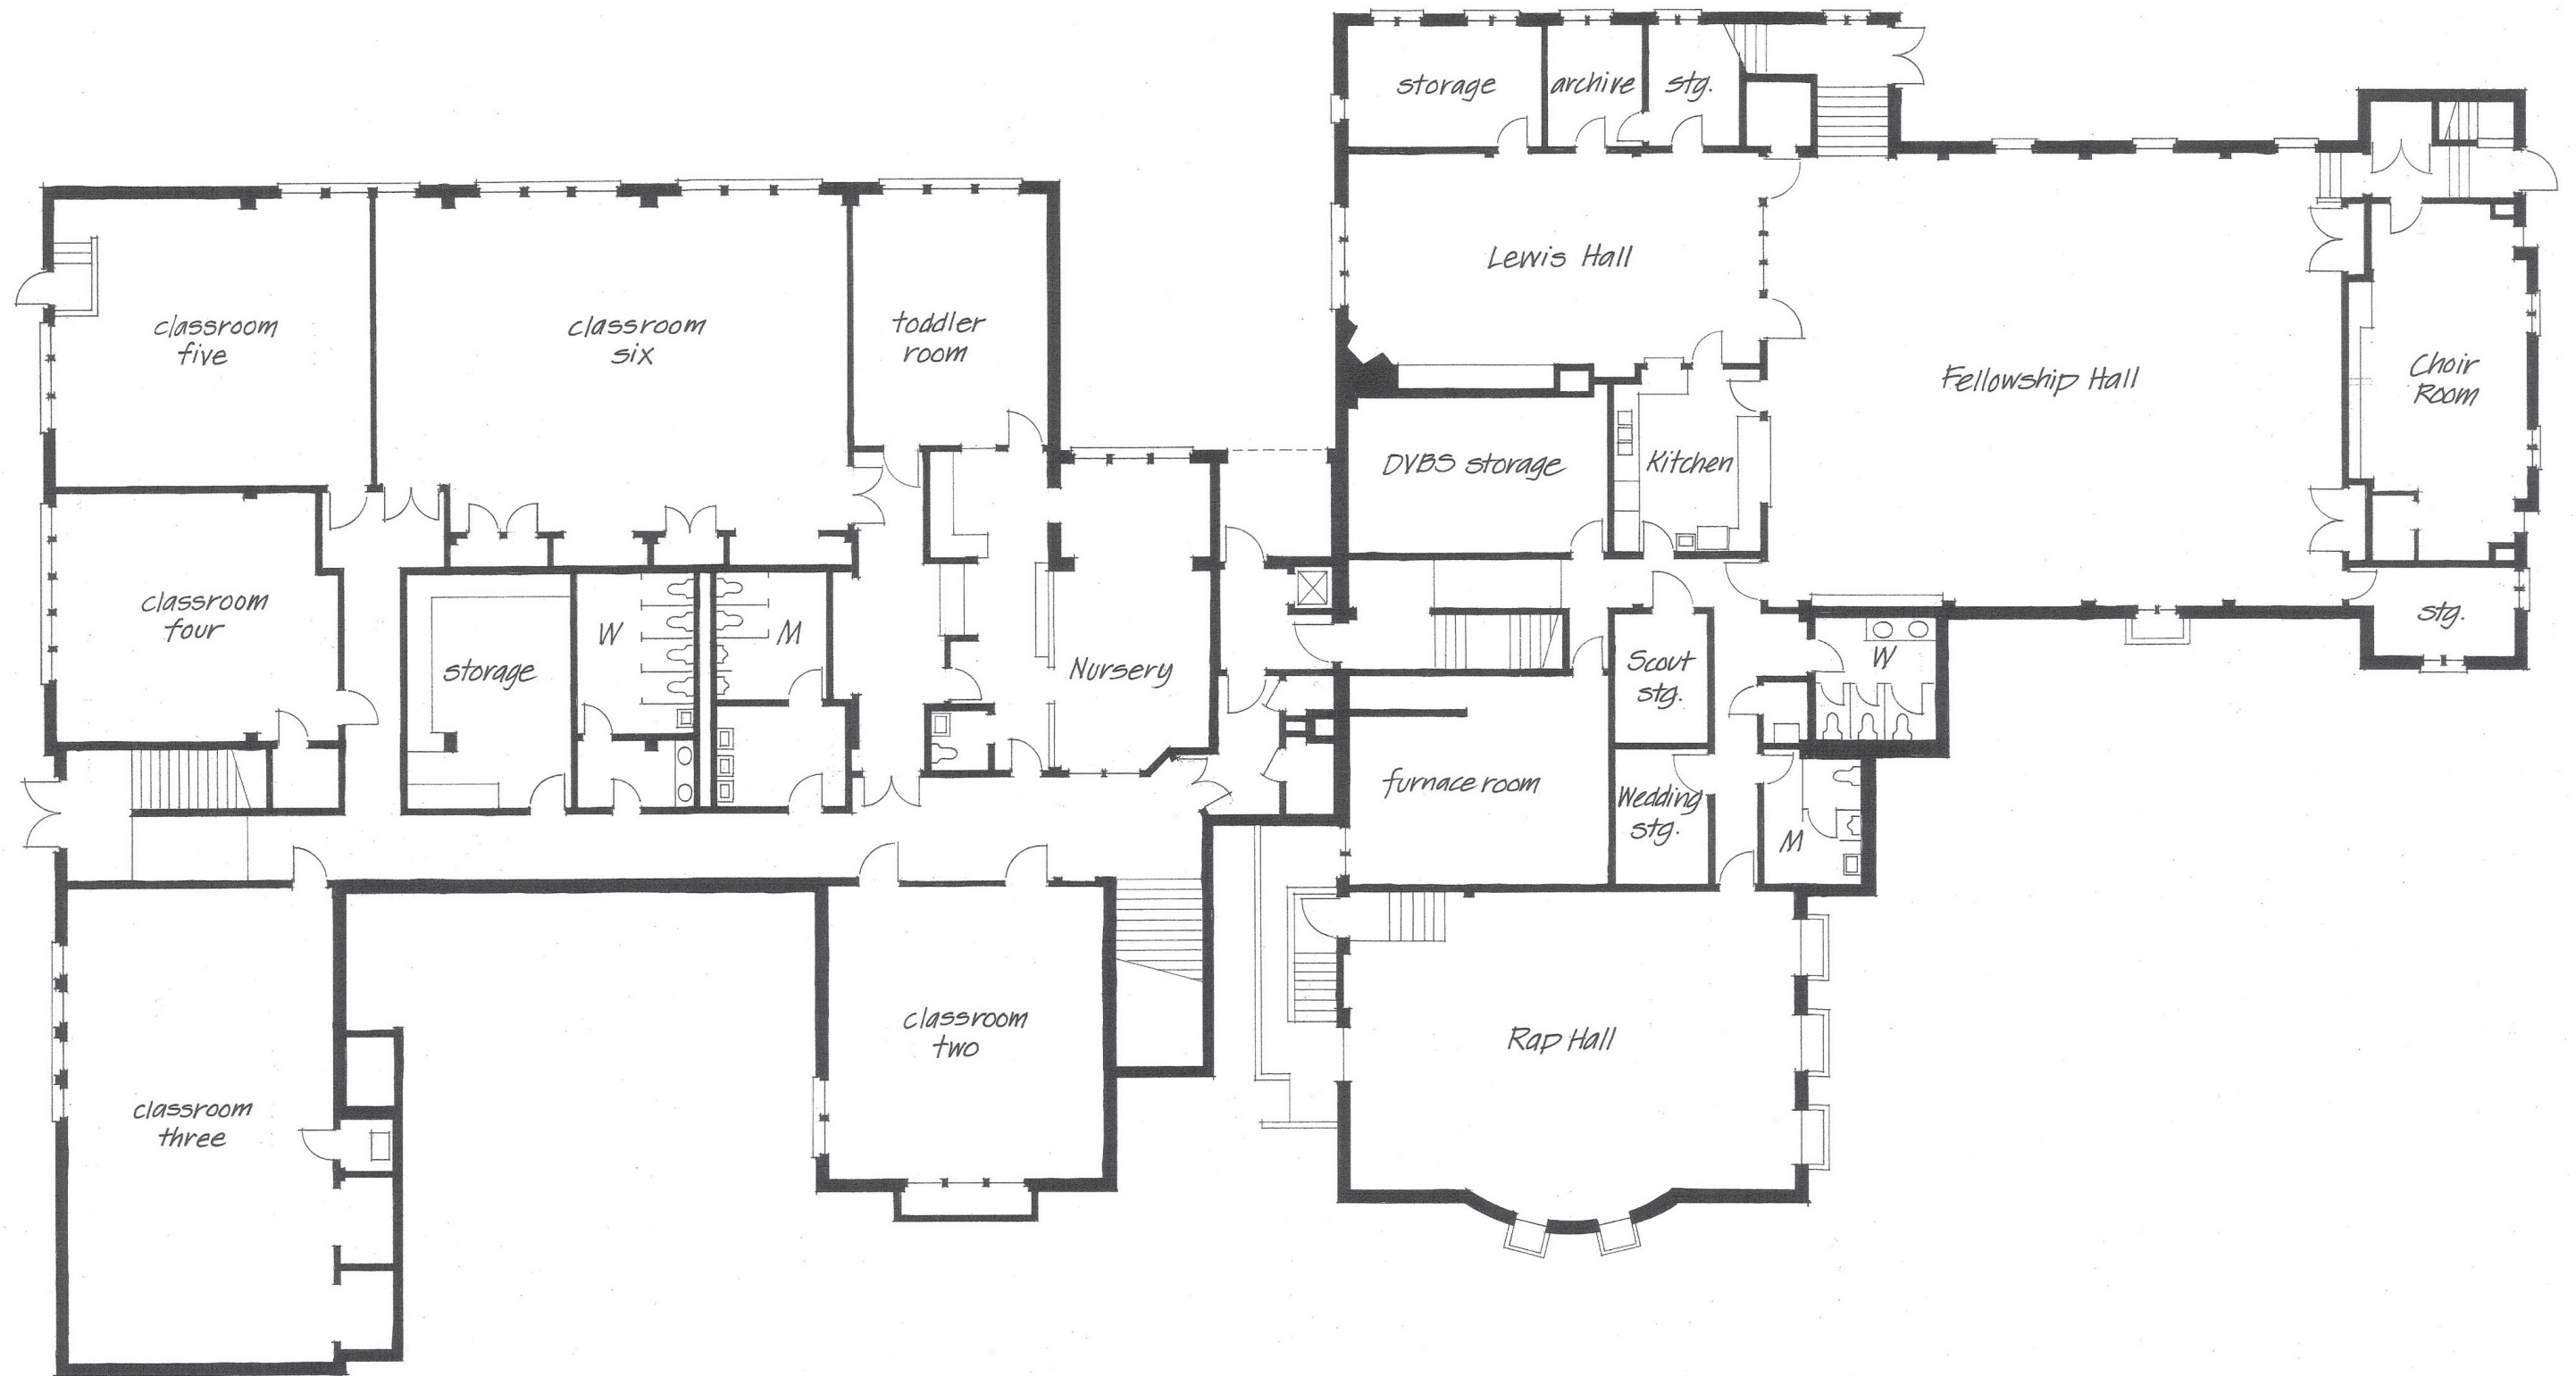 storage
archive
stg.
Lewis Hall
classroom
five
classroom
six
toddler
room
Fellowship Hall
Choir
Room
DVBS storage
Kitchen
classroom
four
storage
W
M
Nursery
Scout
stg.
W
stg.
furnace room
Wedding
stg.
M
classroom
two
Rap Hall
classroom
three